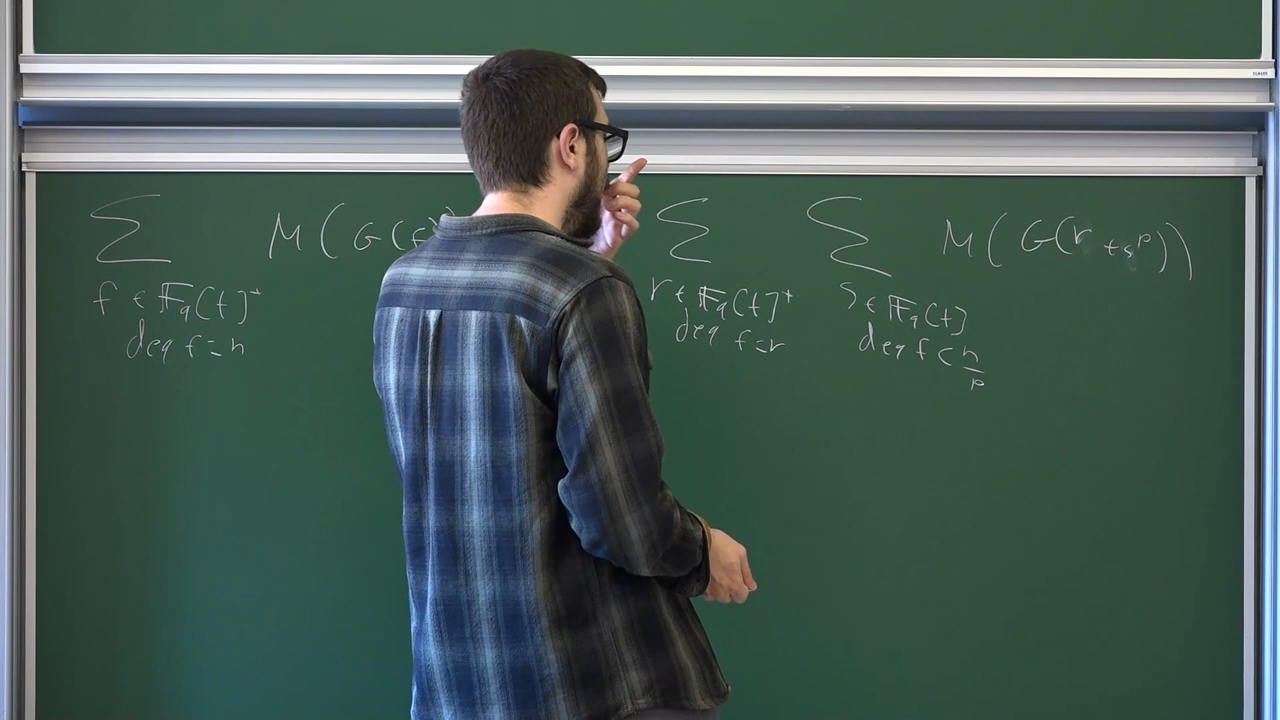 ∑ M(G(f ∑ ∑ M(G(r + s^p))
f ∈ 𝔽_q[t]^+ r ∈ 𝔽_q[t]^+ s ∈ 𝔽_q[t]
deg f = n deg f = n deg f < n/p